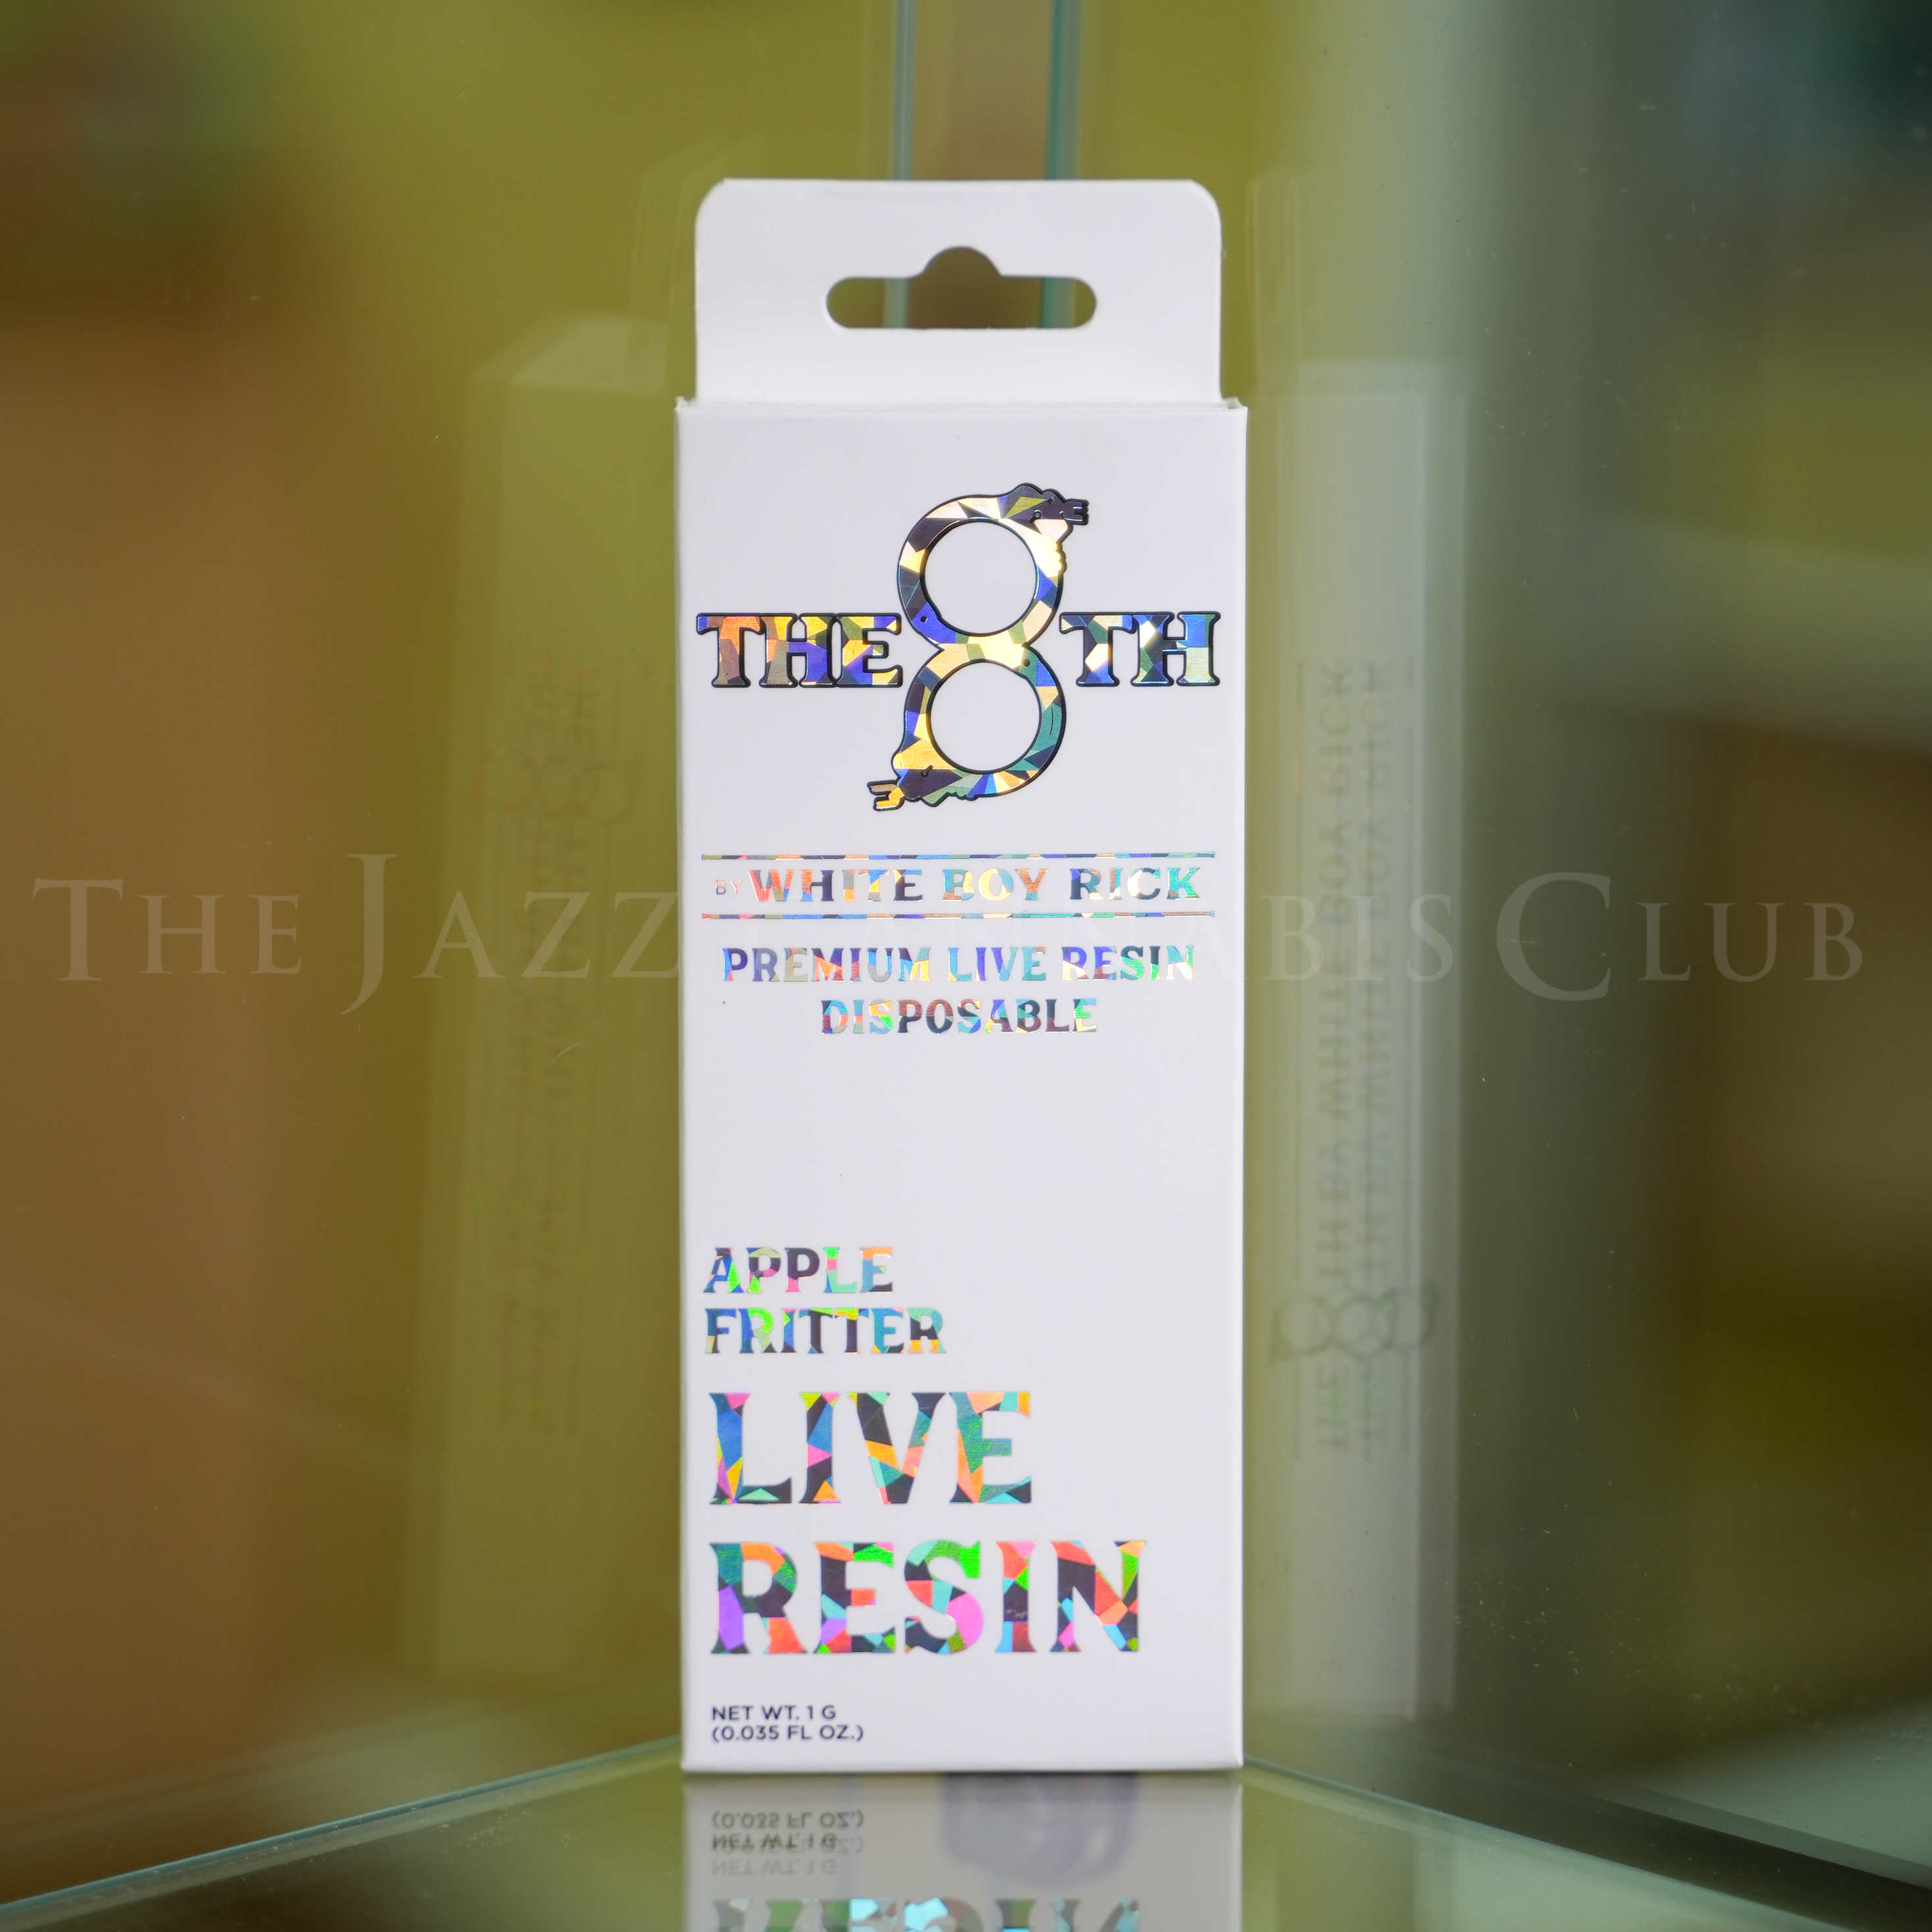 THE 8TH
BY WHITE BOY RICK
PREMIUM LIVE RESIN
DISPOSABLE
THE JAZZ CANNABIS CLUB
APPLE
FRITTER
LIVE
RESIN
NET WT. 1 G
(0.035 FL OZ.)